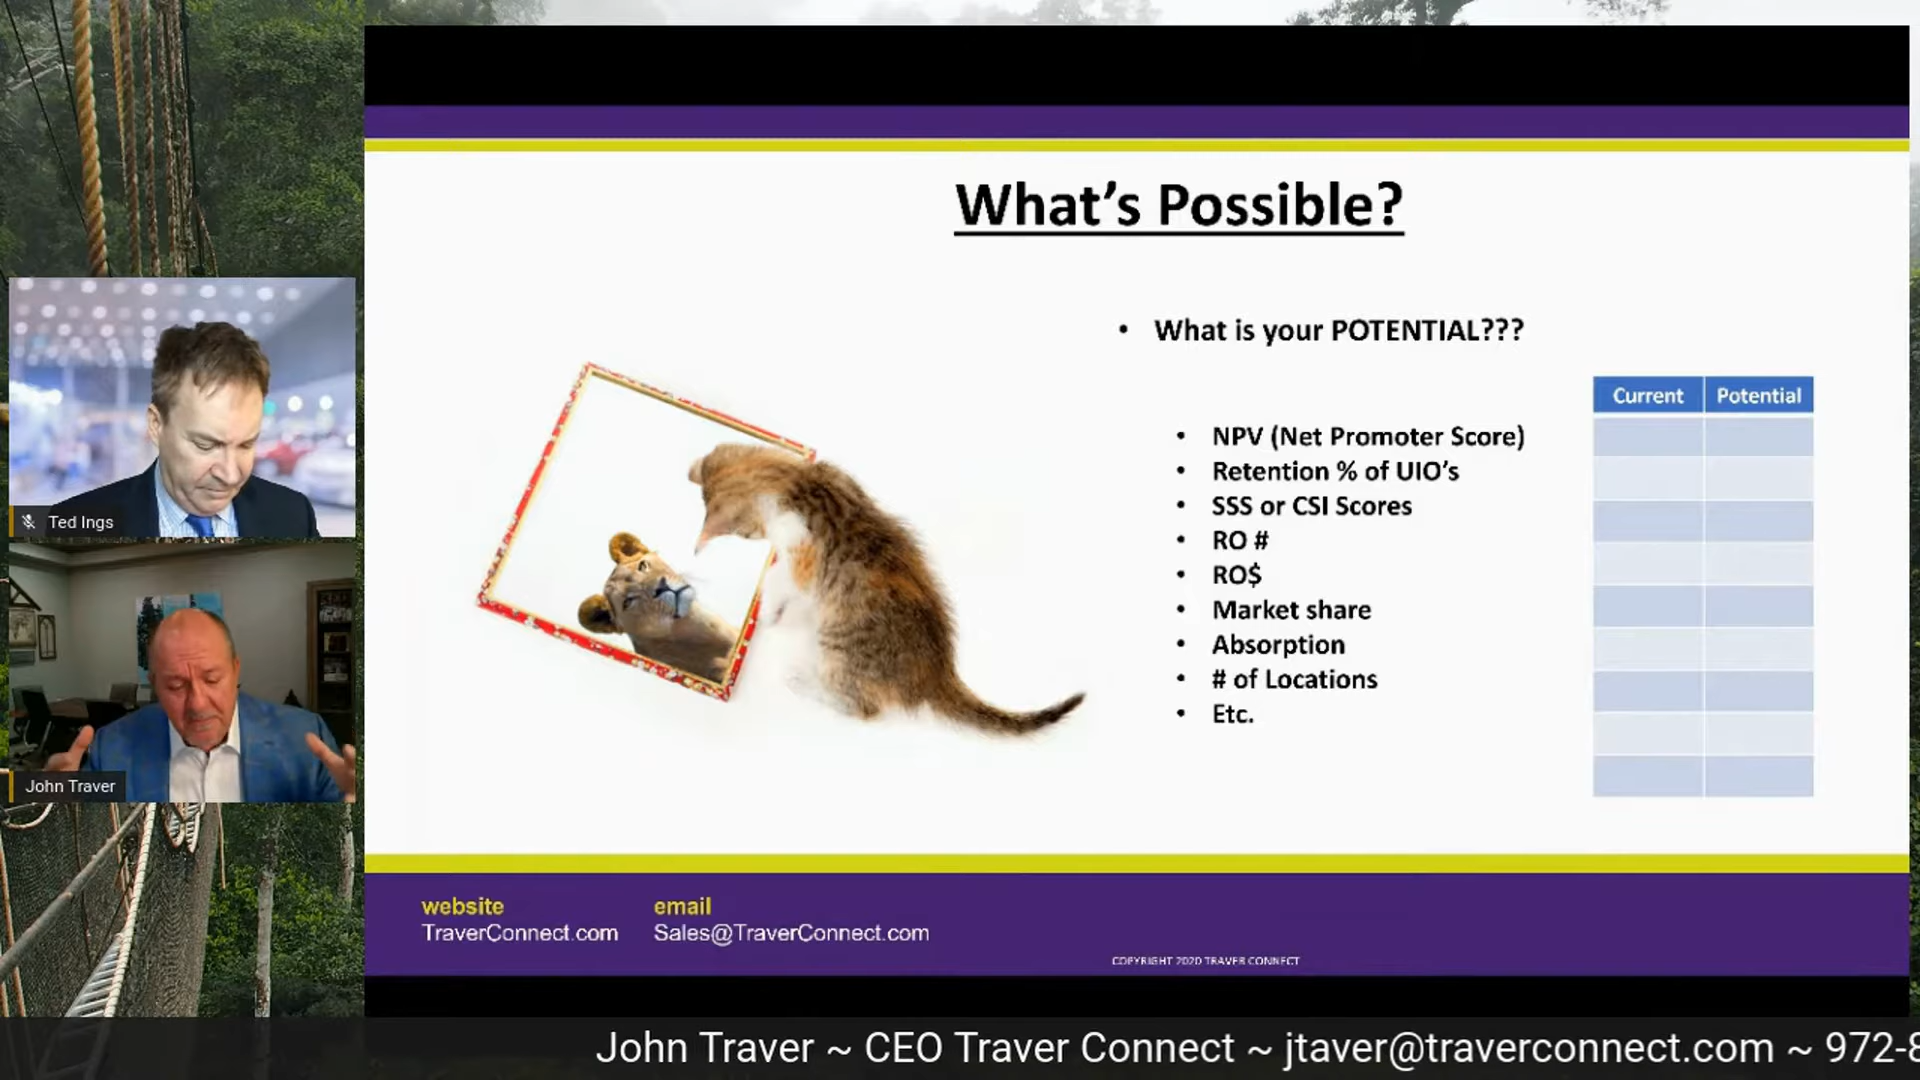 What's Possible?
• What is your POTENTIAL???
Current Potential
• NPV (Net Promoter Score)
• Retention % of UIO's
• SSS or CSI Scores
• RO #
• RO$
• Market share
• Absorption
• # of Locations
• Etc.
Ted Ings
John Traver
website email
TraverConnect.com Sales@TraverConnect.com
COPYRIGHT 2020 TRAVER CONNECT
John Traver ~ CEO Traver Connect ~ jtaver@traverconnect.com ~ 972-8